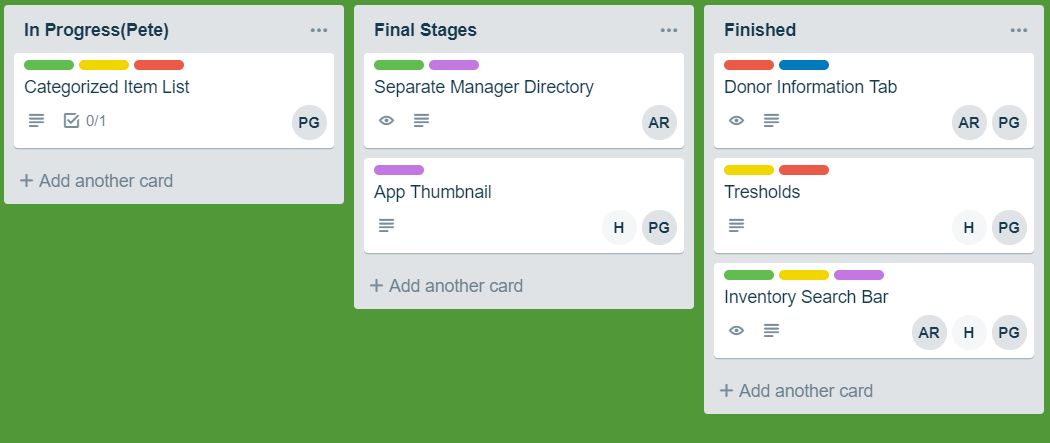 In Progress(Pete)
Categorized Item List
0/1
PG
+ Add another card
Final Stages
Separate Manager Directory
AR
App Thumbnail
H PG
+ Add another card
Finished
Donor Information Tab
AR PG
Tresholds
H PG
Inventory Search Bar
AR H PG
+ Add another card